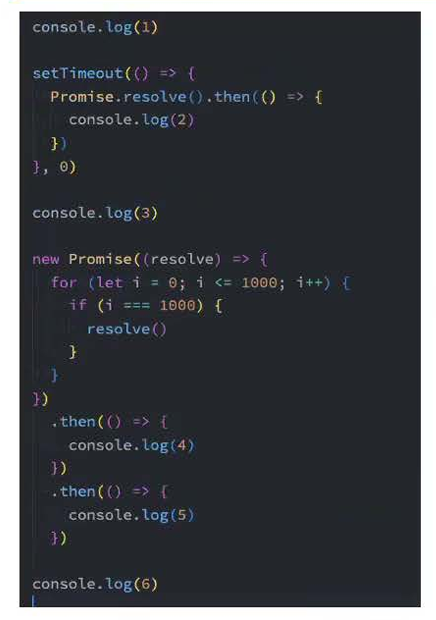 console.log(1)

setTimeout(() => {
  Promise.resolve().then(() => {
    console.log(2)
  })
}, 0)

console.log(3)

new Promise((resolve) => {
  for (let i = 0; i <= 1000; i++) {
    if (i === 1000) {
      resolve()
    }
  }
})
  .then(() => {
    console.log(4)
  })
  .then(() => {
    console.log(5)
  })

console.log(6)